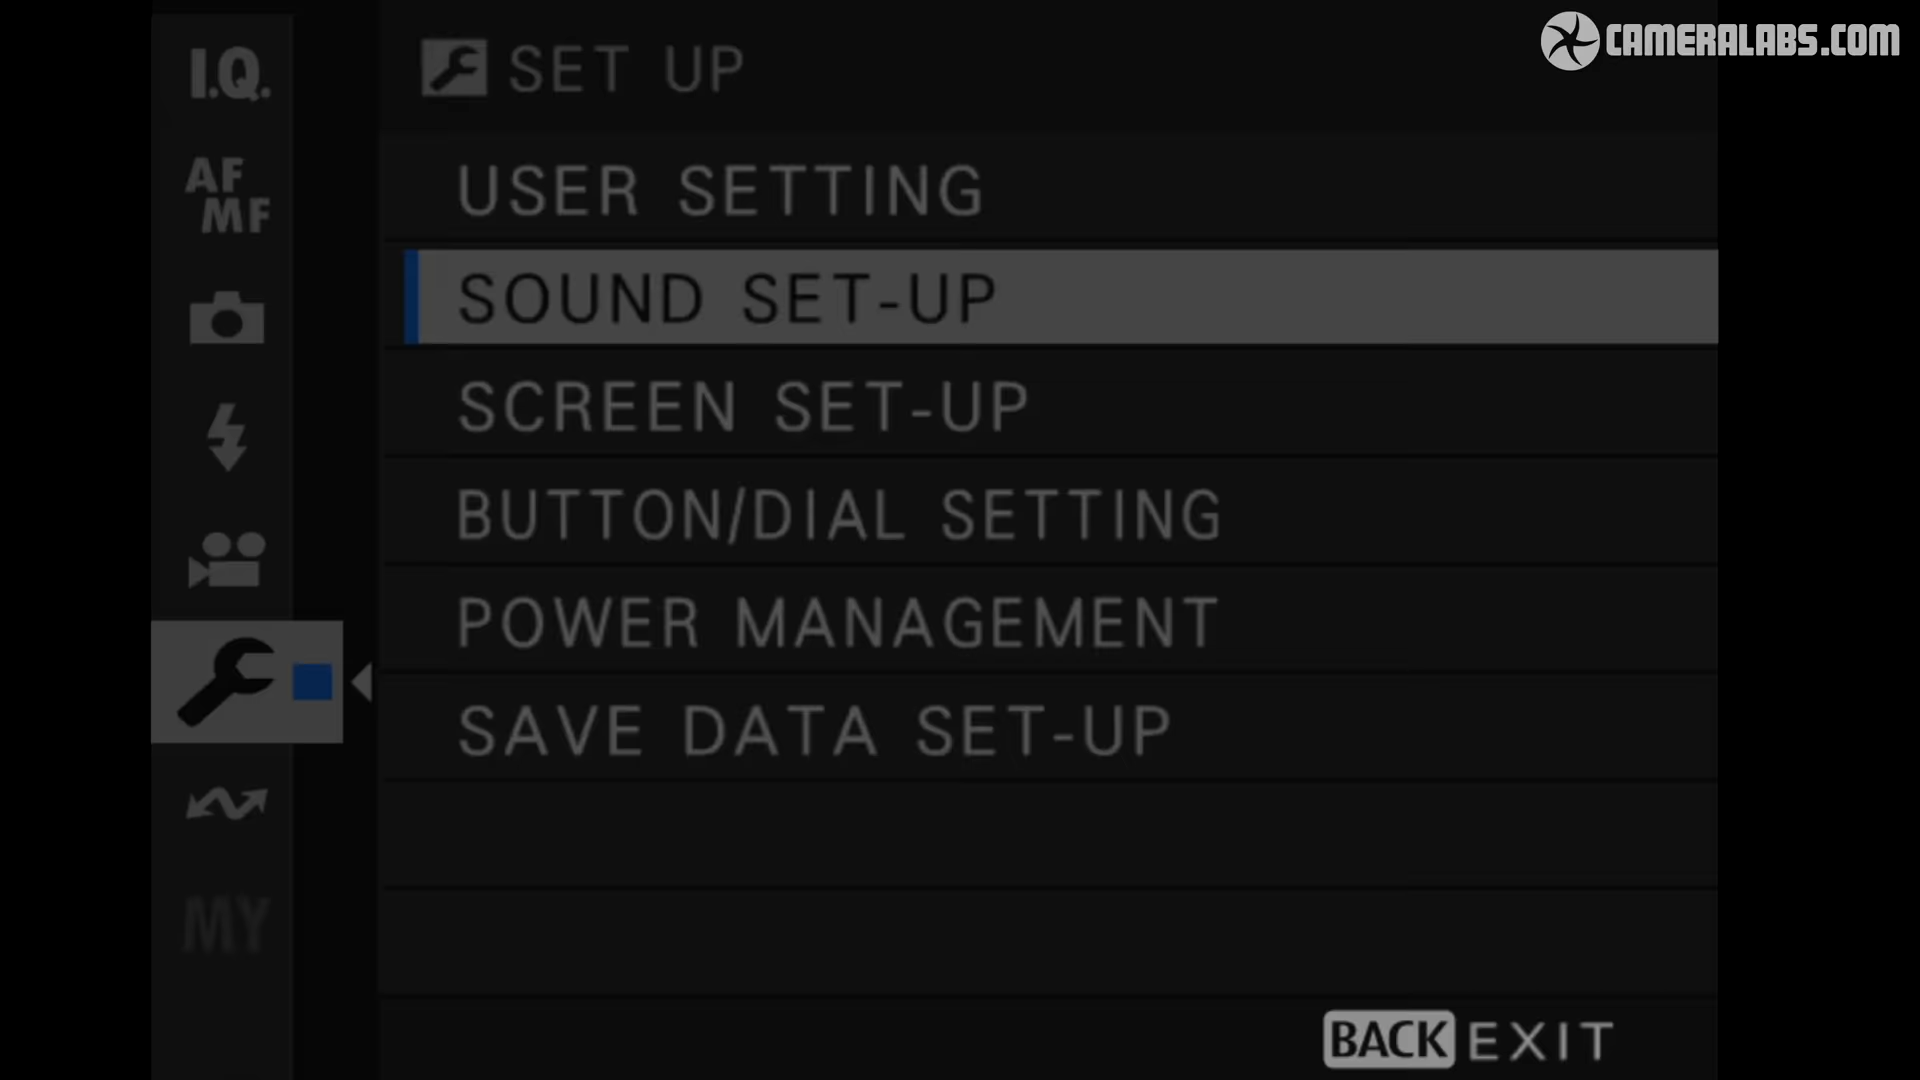 CAMERALABS.COM
I.Q.
AF
MF
MY
SET UP
USER SETTING
SOUND SET-UP
SCREEN SET-UP
BUTTON/DIAL SETTING
POWER MANAGEMENT
SAVE DATA SET-UP
BACK EXIT